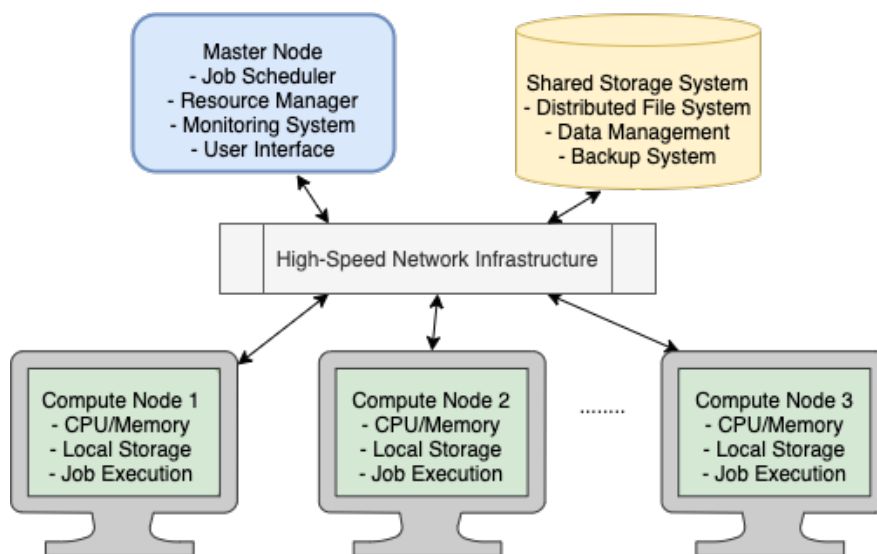 Master Node
- Job Scheduler
- Resource Manager
- Monitoring System
- User Interface
Shared Storage System
- Distributed File System
- Data Management
- Backup System
High-Speed Network Infrastructure
Compute Node 1
- CPU/Memory
- Local Storage
- Job Execution
Compute Node 2
- CPU/Memory
- Local Storage
- Job Execution
........
Compute Node 3
- CPU/Memory
- Local Storage
- Job Execution